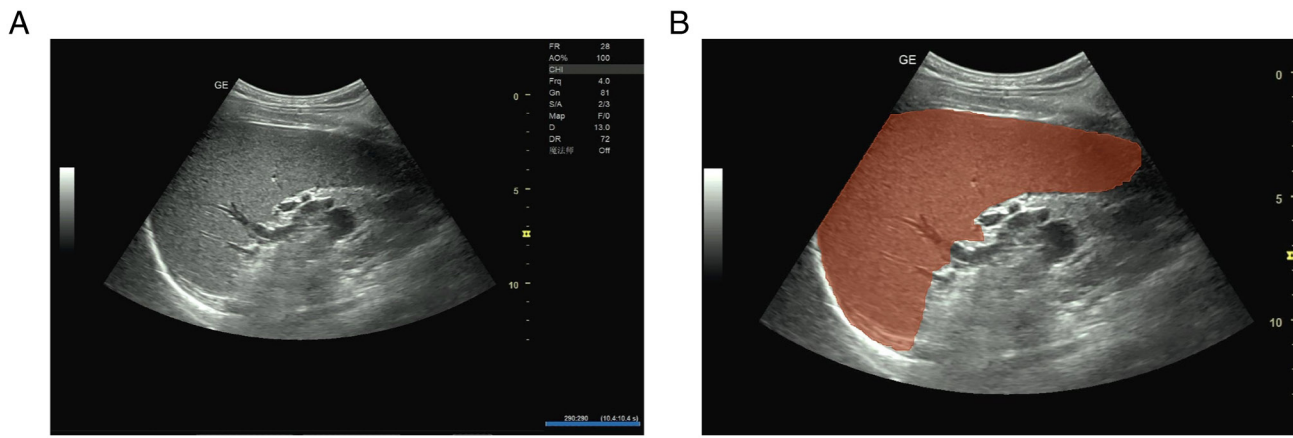 A
B
GE
FR 28
AO% 100
CHI
Frq 4.0
Gn 81
S/A 2/3
Map F/0
D 13.0
DR 72
魔法师 Off
0
5
10
290:290 (10.4:10.4 s)
GE
0
5
10